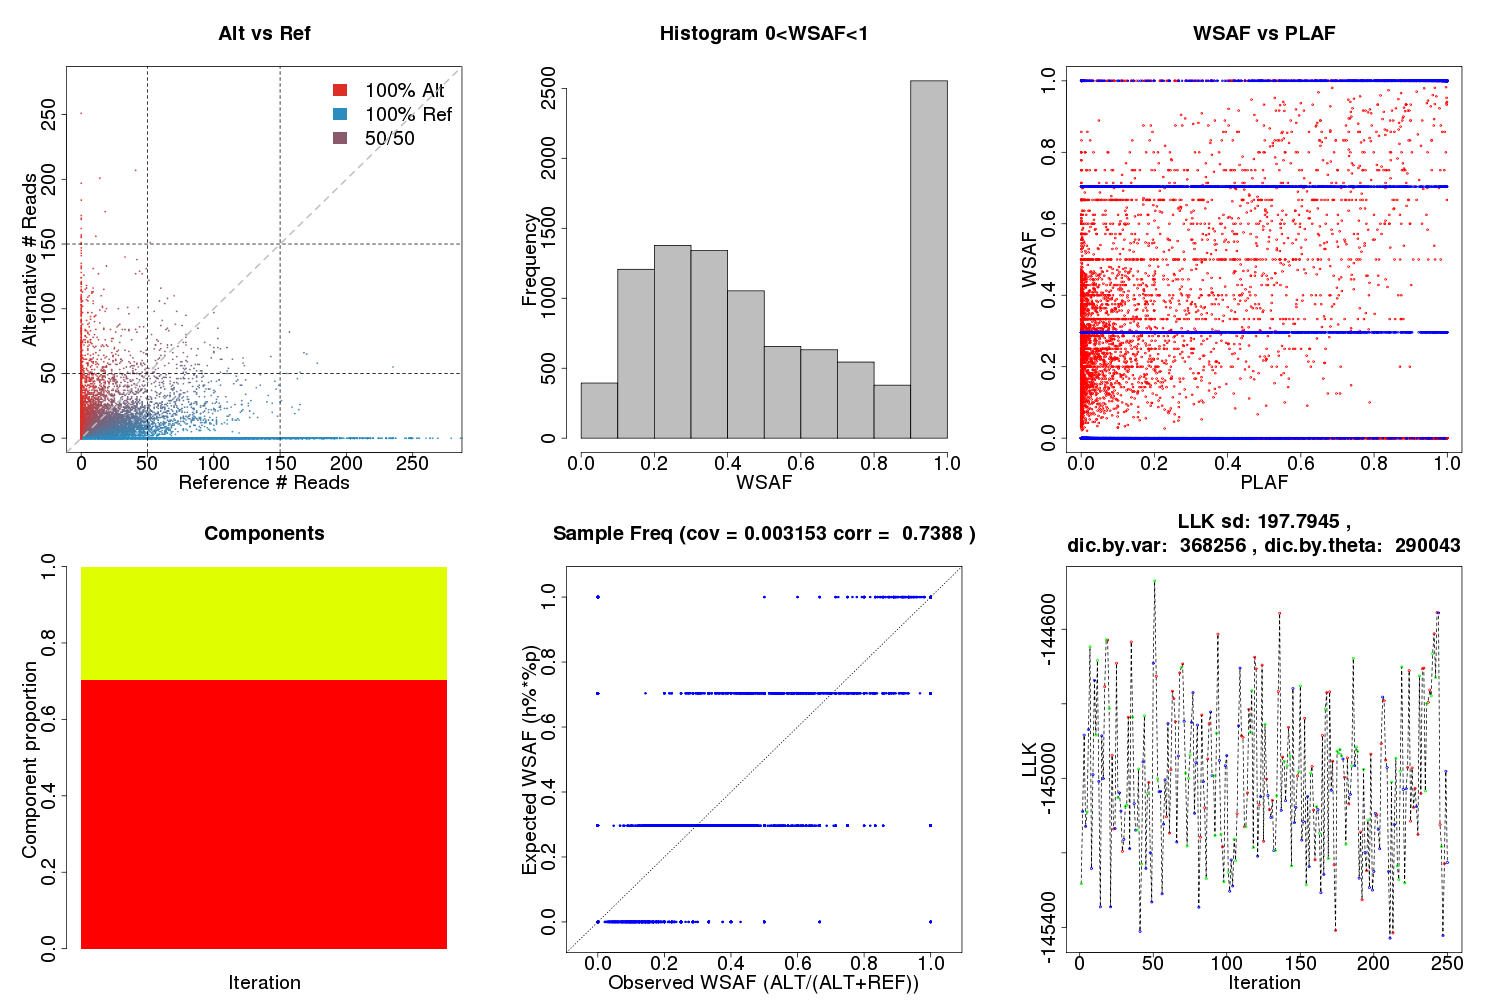 Alt vs Ref
100% Alt
100% Ref
50/50
Alternative # Reads
0 50 100 150 200 250
0 50 100 150 200 250
Reference # Reads
Histogram 0<WSAF<1
Frequency
0 500 1000 1500 2000 2500
0.0 0.2 0.4 0.6 0.8 1.0
WSAF
WSAF vs PLAF
WSAF
0.0 0.2 0.4 0.6 0.8 1.0
0.0 0.2 0.4 0.6 0.8 1.0
PLAF
Components
Component proportion
0.0 0.2 0.4 0.6 0.8 1.0
Iteration
Sample Freq (cov = 0.003153 corr = 0.7388 )
Expected WSAF (h%*%p)
0.0 0.2 0.4 0.6 0.8 1.0
0.0 0.2 0.4 0.6 0.8 1.0
Observed WSAF (ALT/(ALT+REF))
LLK sd: 197.7945 ,
dic.by.var: 368256 , dic.by.theta: 290043
LLK
-145400 -145000 -144600
0 50 100 150 200 250
Iteration